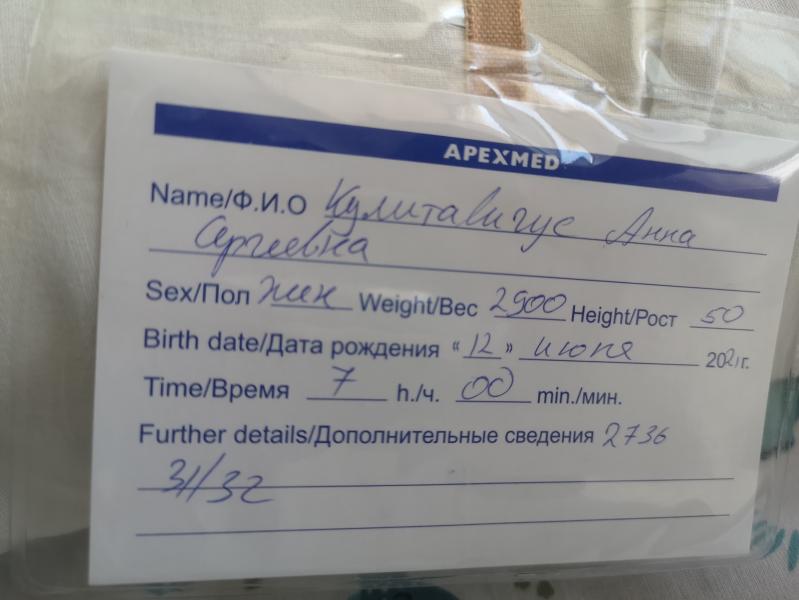 APEXMED
Name/Ф.И.О Кулитавичус Анна
Сергеевна
Sex/Пол жен Weight/Вес 2900 Height/Рост 50
Birth date/Дата рождения "12" июня 2021г.
Time/Время 7 h./ч. 00 min./мин.
Further details/Дополнительные сведения 2736
31/32